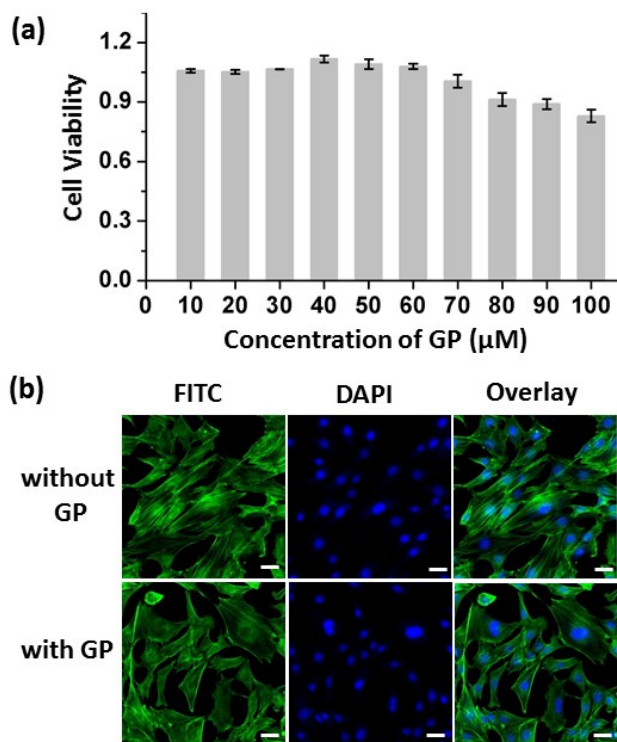 (a)
Cell Viability
1.2
0.9
0.6
0.3
0.0
0 10 20 30 40 50 60 70 80 90 100
Concentration of GP (µM)
(b)
FITC DAPI Overlay
without
GP
with GP